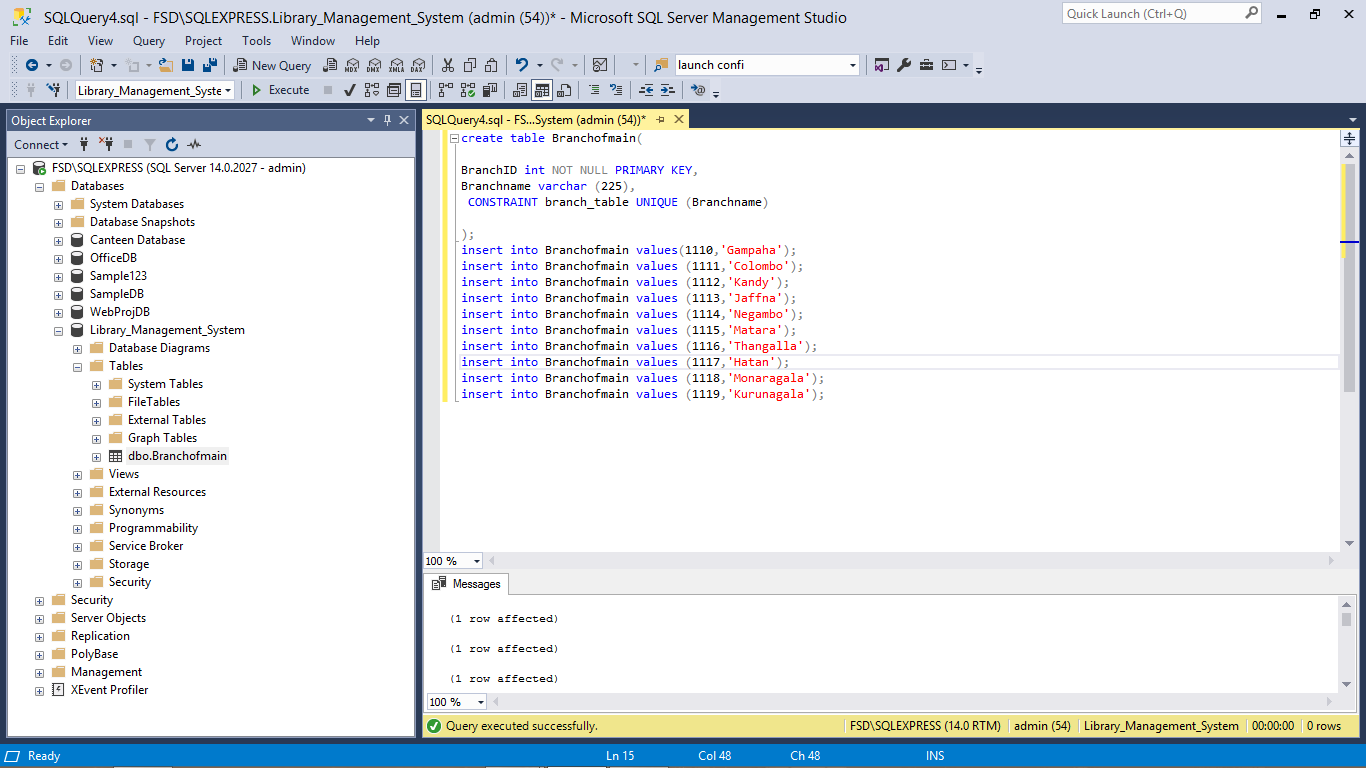 SQLQuery4.sql - FSD\SQLEXPRESS.Library_Management_System (admin (54))* - Microsoft SQL Server Management Studio
Quick Launch (Ctrl+Q)
File Edit View Query Project Tools Window Help
New Query
MDX DMX XMLA DAX
launch confi
Library_Management_Syste
Execute
Object Explorer
Connect
FSD\SQLEXPRESS (SQL Server 14.0.2027 - admin)
Databases
System Databases
Database Snapshots
Canteen Database
OfficeDB
Sample123
SampleDB
WebProjDB
Library_Management_System
Database Diagrams
Tables
System Tables
FileTables
External Tables
Graph Tables
dbo.Branchofmain
Views
External Resources
Synonyms
Programmability
Service Broker
Storage
Security
Security
Server Objects
Replication
PolyBase
Management
XEvent Profiler
SQLQuery4.sql - FS...System (admin (54))*
create table Branchofmain(
BranchID int NOT NULL PRIMARY KEY,
Branchname varchar (225),
CONSTRAINT branch_table UNIQUE (Branchname)
);
insert into Branchofmain values(1110,'Gampaha');
insert into Branchofmain values (1111,'Colombo');
insert into Branchofmain values (1112,'Kandy');
insert into Branchofmain values (1113,'Jaffna');
insert into Branchofmain values (1114,'Negambo');
insert into Branchofmain values (1115,'Matara');
insert into Branchofmain values (1116,'Thangalla');
insert into Branchofmain values (1117,'Hatan');
insert into Branchofmain values (1118,'Monaragala');
insert into Branchofmain values (1119,'Kurunagala');
100 %
Messages
(1 row affected)
(1 row affected)
(1 row affected)
100 %
Query executed successfully.
FSD\SQLEXPRESS (14.0 RTM) admin (54) Library_Management_System 00:00:00 0 rows
Ready Ln 15 Col 48 Ch 48 INS